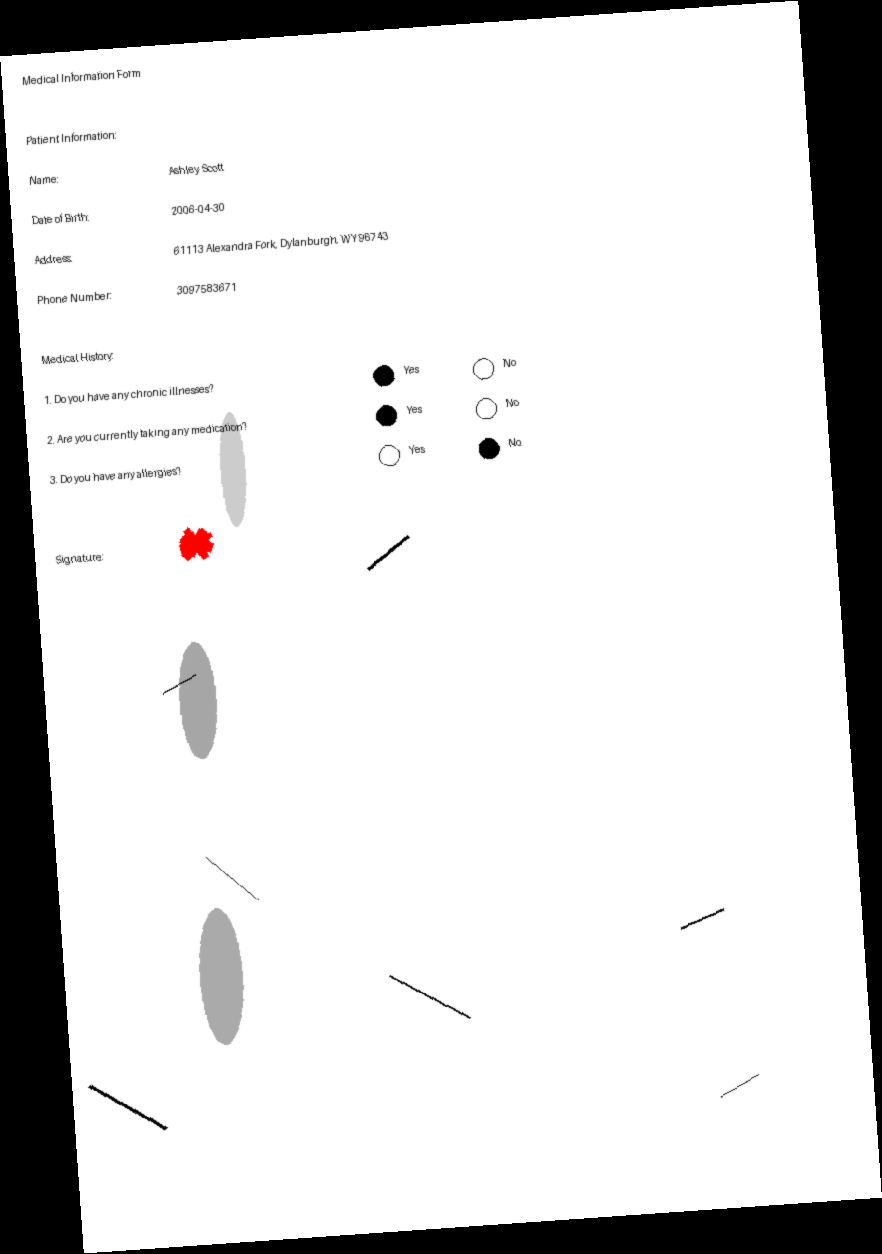 Medical Information Form
Patient Information:
Name: Ashley Scott
Date of Birth: 2006-04-30
Address: 61113 Alexandra Fork, Dylanburgh, WY 96743
Phone Number: 3097583671
Medical History:
1. Do you have any chronic illnesses? Yes No
2. Are you currently taking any medication? Yes No
3. Do you have any allergies? Yes No
Signature: